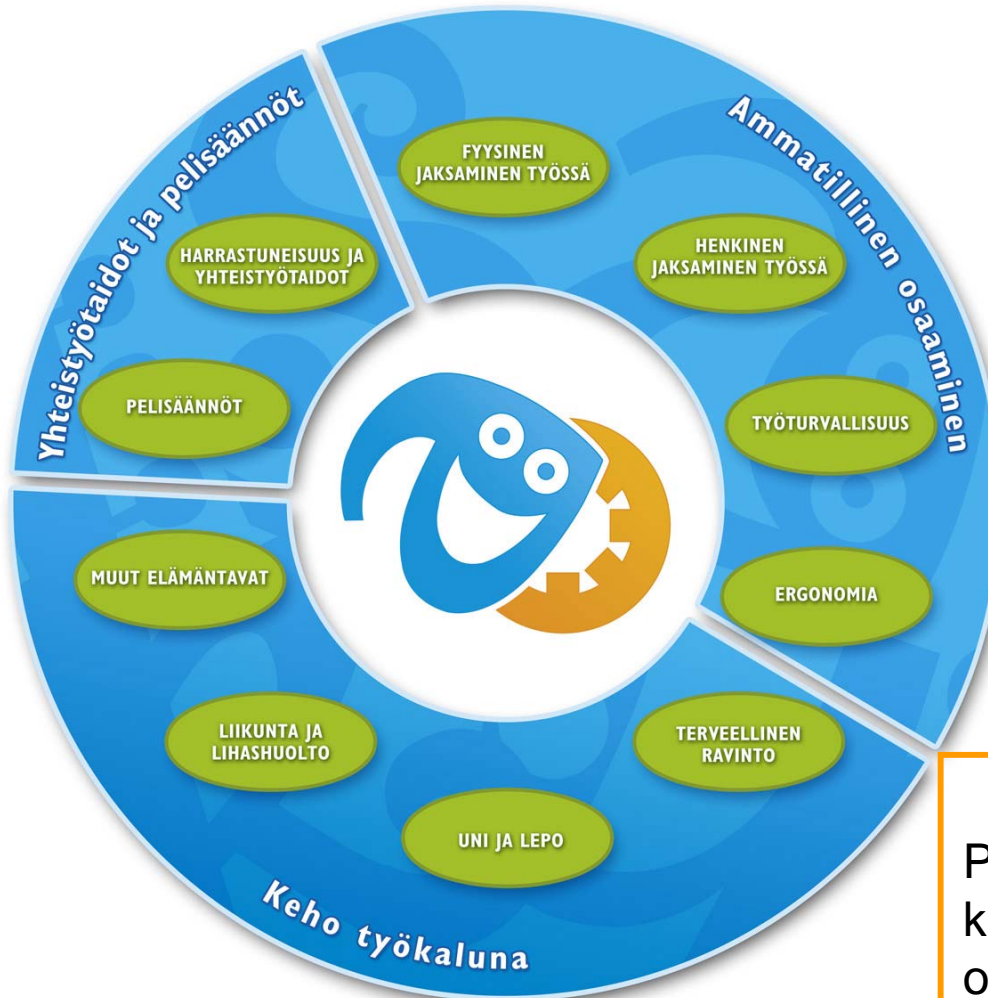 Yhteistyötaidot ja pelisäännöt
HARRASTUNEISUUS JA
YHTEISTYÖTAIDOT
PELISÄÄNNÖT
Ammatillinen osaaminen
FYYSINEN
JAKSAMINEN TYÖSSÄ
HENKINEN
JAKSAMINEN TYÖSSÄ
TYÖTURVALLISUUS
ERGONOMIA
Keho työkaluna
TERVEELLINEN
RAVINTO
UNI JA LEPO
LIIKUNTA JA
LIHASHUOLTO
MUUT ELÄMÄNTAVAT